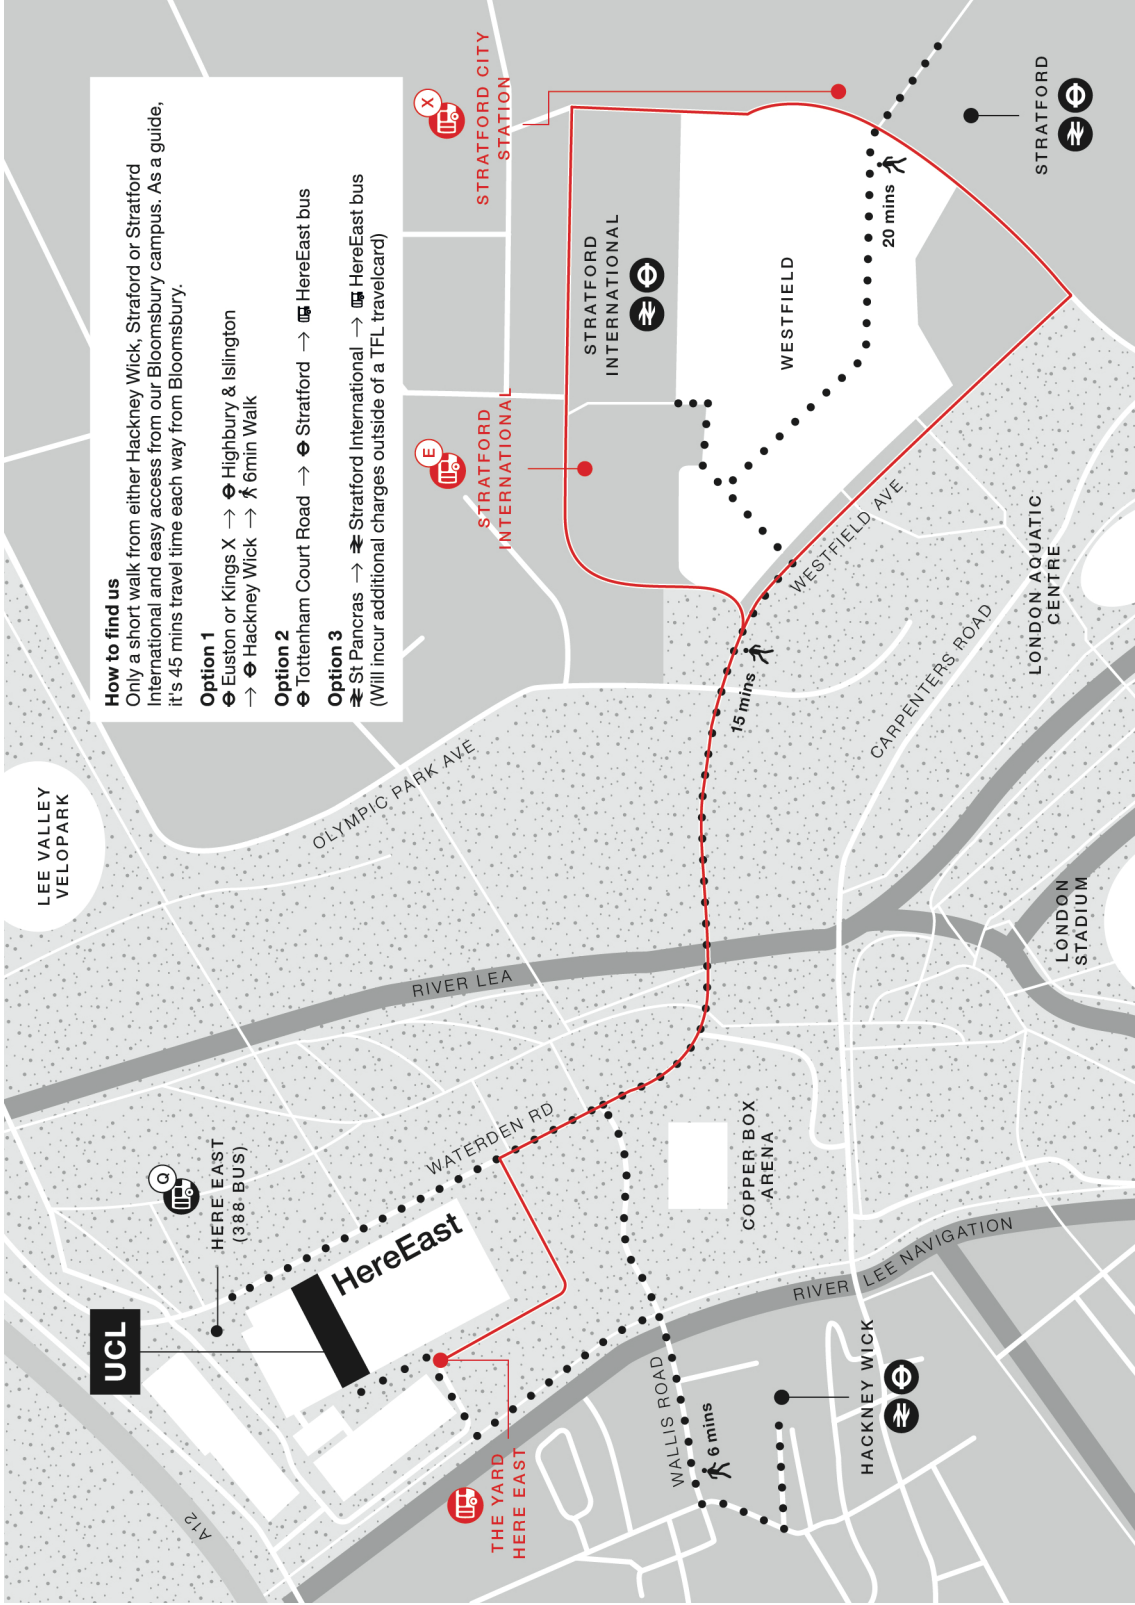 How to find us
Only a short walk from either Hackney Wick, Straford or Stratford
International and easy access from our Bloomsbury campus. As a guide,
it's 45 mins travel time each way from Bloomsbury.
Option 1
Euston or Kings X → Highbury & Islington
→ Hackney Wick → 6min Walk
Option 2
Tottenham Court Road → Stratford → HereEast bus
Option 3
St Pancras → Stratford International → HereEast bus
(Will incur additional charges outside of a TFL travelcard)
LEE VALLEY
VELOPARK
UCL
Q
HERE EAST
(388 BUS)
A12
HereEast
WATERDEN RD
RIVER LEA
OLYMPIC PARK AVE
E
STRATFORD
INTERNATIONAL
X
STRATFORD CITY
STATION
THE YARD
HERE EAST
STRATFORD
INTERNATIONAL
WESTFIELD
20 mins
15 mins
WESTFIELD AVE
WALLIS ROAD
6 mins
COPPER BOX
ARENA
RIVER LEE NAVIGATION
CARPENTERS ROAD
HACKNEY WICK
LONDON AQUATIC
CENTRE
STRATFORD
LONDON
STADIUM